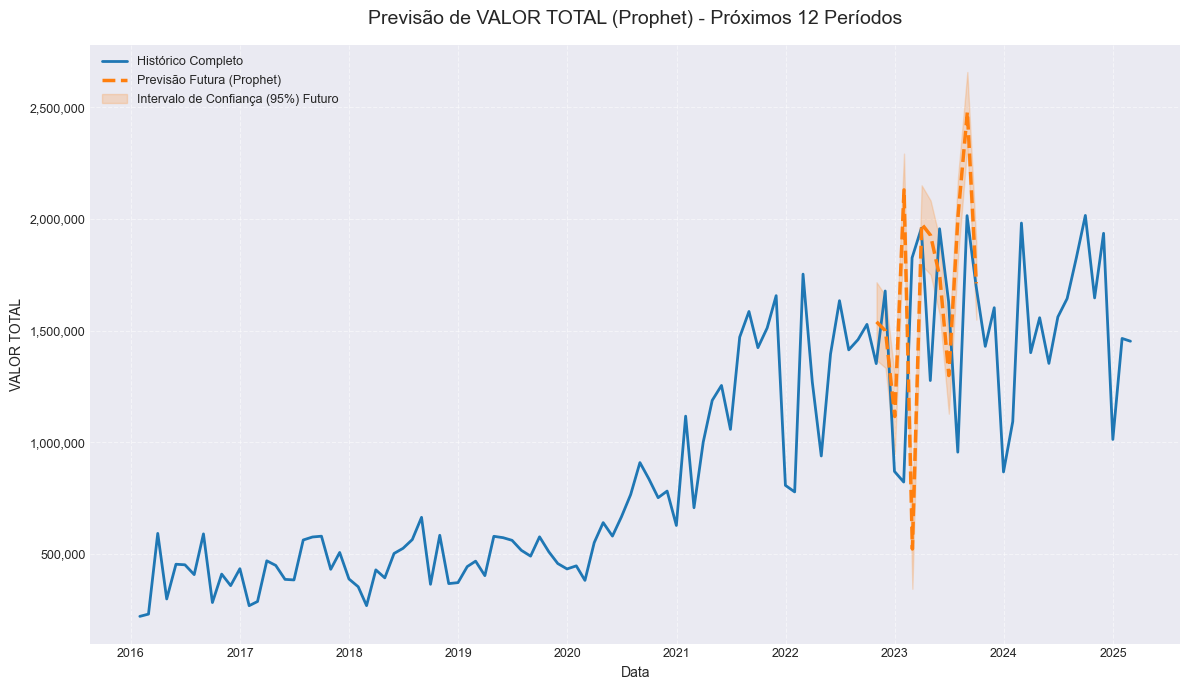 Previsão de VALOR TOTAL (Prophet) - Próximos 12 Períodos
Histórico Completo
Previsão Futura (Prophet)
Intervalo de Confiança (95%) Futuro
VALOR TOTAL
2,500,000
2,000,000
1,500,000
1,000,000
500,000
2016 2017 2018 2019 2020 2021 2022 2023 2024 2025
Data